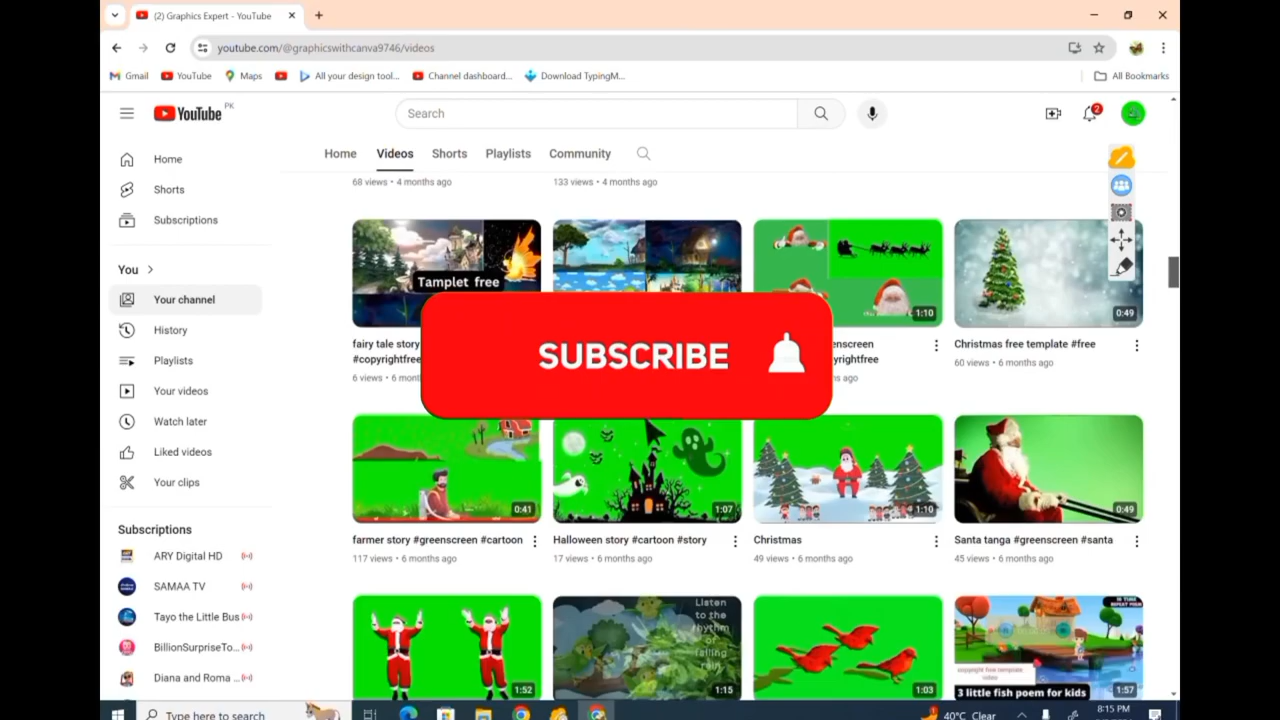 (2) Graphics Expert - YouTube
youtube.com/@graphicswithcanva9746/videos
Gmail YouTube Maps All your design tool... Channel dashboard... Download TypingM... All Bookmarks
YouTube PK
Search
2
Home Videos Shorts Playlists Community
Home
Shorts
Subscriptions
You
Your channel
History
Playlists
Your videos
Watch later
Liked videos
Your clips
Subscriptions
ARY Digital HD
SAMAA TV
Tayo the Little Bus
BillionSurpriseTo...
Diana and Roma ...
68 views • 4 months ago
133 views • 4 months ago
Tamplet free
1:10
0:49
fairy tale story
#copyrightfree
6 views
Christmas free template #free
60 views • 6 months ago
SUBSCRIBE
0:41
1:07
1:10
0:49
farmer story #greenscreen #cartoon
117 views • 6 months ago
Halloween story #cartoon #story
17 views • 6 months ago
Christmas
49 views • 6 months ago
Santa tanga #greenscreen #santa
45 views • 6 months ago
1:52
Listen
to the
rhythm
of
falling
rain
1:15
1:03
3 little fish poem for kids
1:57
Type here to search
40°C Clear
8:15 PM